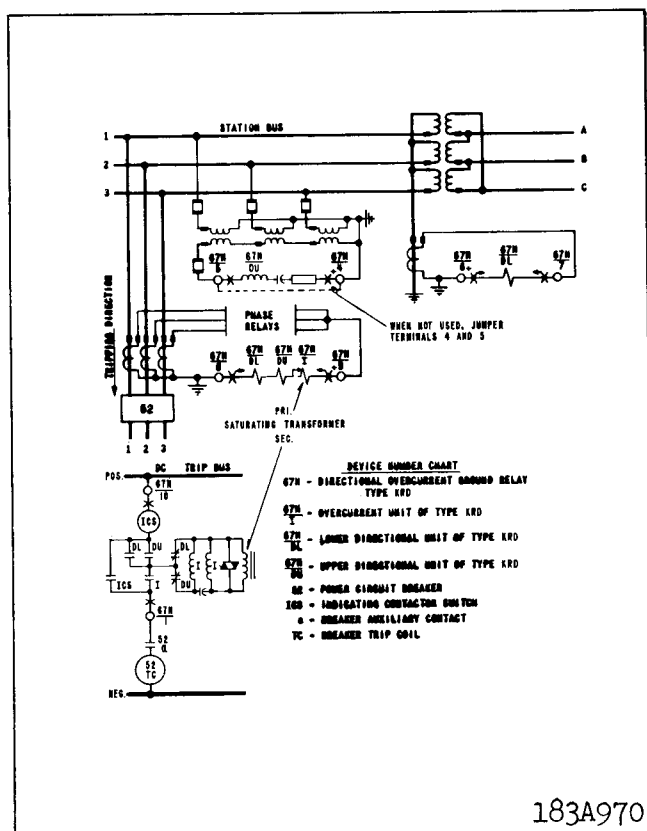 STATION BUS
1
2
3
A
B
C
67N
5
67N
DU
67N
4
+
67N
6+
67N
DL
67N
7
WHEN NOT USED, JUMPER
TERMINALS 4 AND 5
TRIPPING DIRECTION
PHASE
RELAYS
67N
8
67N
DL
67N
DU
67N
I
67N
+9
52
1 2 3
PRI.
SATURATING TRANSFORMER
SEC.
POS.
DC TRIP BUS
67N
10
ICS
DL
DU
DL
ICS
I
DU
I
I
67N
1
52
a
52
TC
NEG.
DEVICE NUMBER CHART
67N - DIRECTIONAL OVERCURRENT GROUND RELAY
TYPE KRD
67N
I - OVERCURRENT UNIT OF TYPE KRD
67N
DL - LOWER DIRECTIONAL UNIT OF TYPE KRD
67N
DU - UPPER DIRECTIONAL UNIT OF TYPE KRD
52 - POWER CIRCUIT BREAKER
ICS - INDICATING CONTACTOR SWITCH
a - BREAKER AUXILIARY CONTACT
TC - BREAKER TRIP COIL
183A970